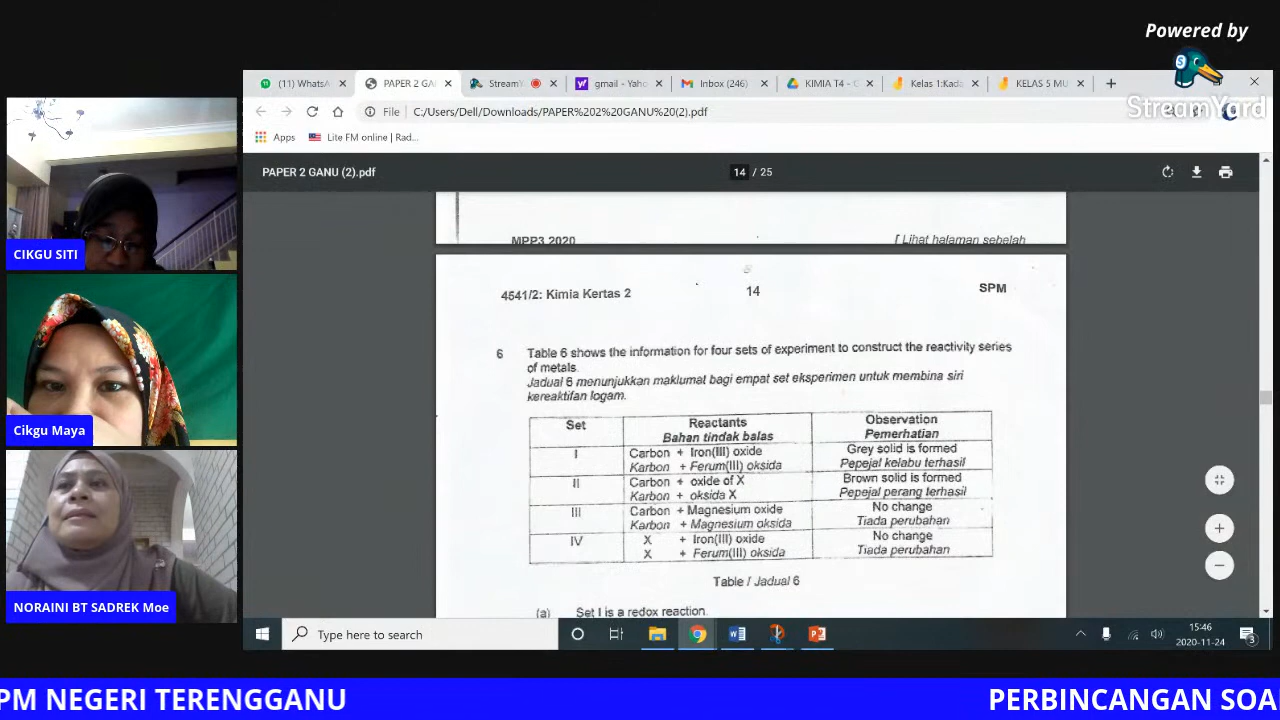 Powered by
StreamYard
(11) WhatsA
PAPER 2 GA
StreamY
gmail - Yaho
Inbox (246)
KIMIA T4 - G
Kelas 1:Kada
KELAS 5 MU
File
C:/Users/Dell/Downloads/PAPER%202%20GANU%20(2).pdf
Apps
Lite FM online | Rad...
PAPER 2 GANU (2).pdf
14 / 25
MPP3 2020
[ Lihat halaman sebelah
4541/2: Kimia Kertas 2
14
SPM
6 Table 6 shows the information for four sets of experiment to construct the reactivity series
of metals.
Jadual 6 menunjukkan maklumat bagi empat set eksperimen untuk membina siri
kereaktifan logam.
Set
Reactants
Bahan tindak balas
Observation
Pemerhatian
I
Carbon + Iron(III) oxide
Karbon + Ferum(III) oksida
Grey solid is formed
Pepejal kelabu terhasil
II
Carbon + oxide of X
Karbon + oksida X
Brown solid is formed
Pepejal perang terhasil
III
Carbon + Magnesium oxide
Karbon + Magnesium oksida
No change
Tiada perubahan
IV
X + Iron(III) oxide
X + Ferum(III) oksida
No change
Tiada perubahan
Table / Jadual 6
(a) Set I is a redox reaction.
CIKGU SITI
Cikgu Maya
NORAINI BT SADREK Moe
Type here to search
15:46
2020-11-24
3
PM NEGERI TERENGGANU
PERBINCANGAN SOA